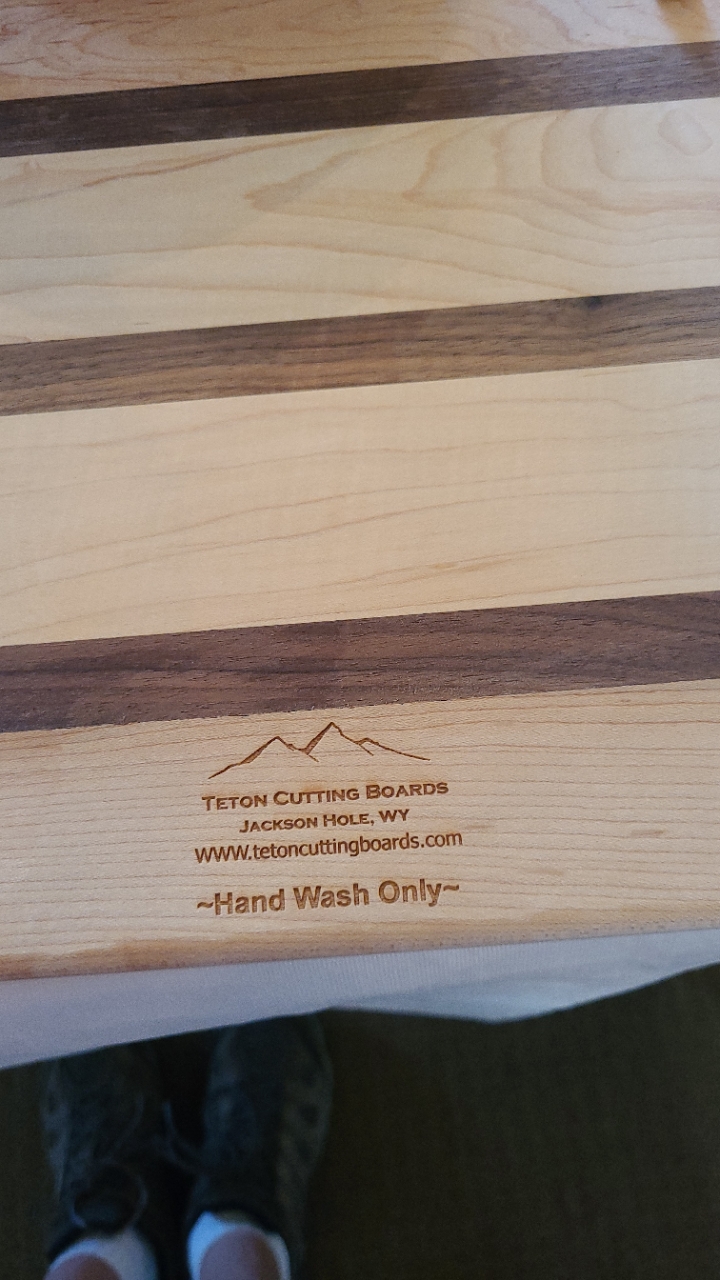 TETON CUTTING BOARDS
JACKSON HOLE, WY
WWW.tetoncuttingboards.com
~Hand Wash Only~